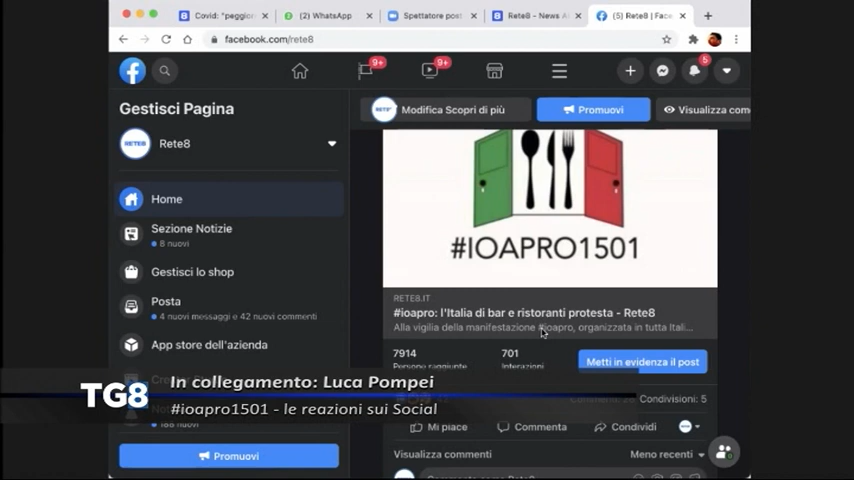 Covid: "peggior
(2) WhatsApp
Spettatore post
Rete8 - News A
(5) Rete8 | Face
facebook.com/rete8
9+
9+
5
Gestisci Pagina
RETE8
Rete8
Home
Sezione Notizie
8 nuovi
Gestisci lo shop
Posta
4 nuovi messaggi e 42 nuovi commenti
App store dell'azienda
Promuovi
Modifica Scopri di più
Promuovi
Visualizza com
#IOAPRO1501
RETE8.IT
#ioapro: l'Italia di bar e ristoranti protesta - Rete8
Alla vigilia della manifestazione #ioapro, organizzata in tutta Itali...
7914
701
Persone raggiunte
Interazioni
Metti in evidenza il post
Condivisioni: 5
Mi piace
Commenta
Condividi
Visualizza commenti
Meno recenti
TG8
In collegamento: Luca Pompei
#ioapro1501 - le reazioni sui Social